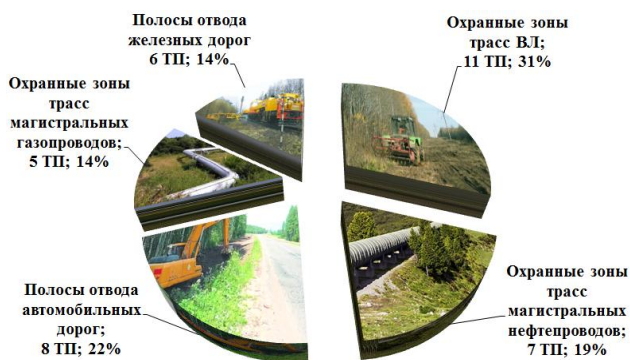 Полосы отвода
железных дорог
6 ТП; 14%
Охранные зоны
трасс ВЛ;
11 ТП; 31%
Охранные зоны
трасс
магистральных
газопроводов;
5 ТП; 14%
Охранные зоны
трасс
магистральных
нефтепроводов;
7 ТП; 19%
Полосы отвода
автомобильных
дорог;
8 ТП; 22%